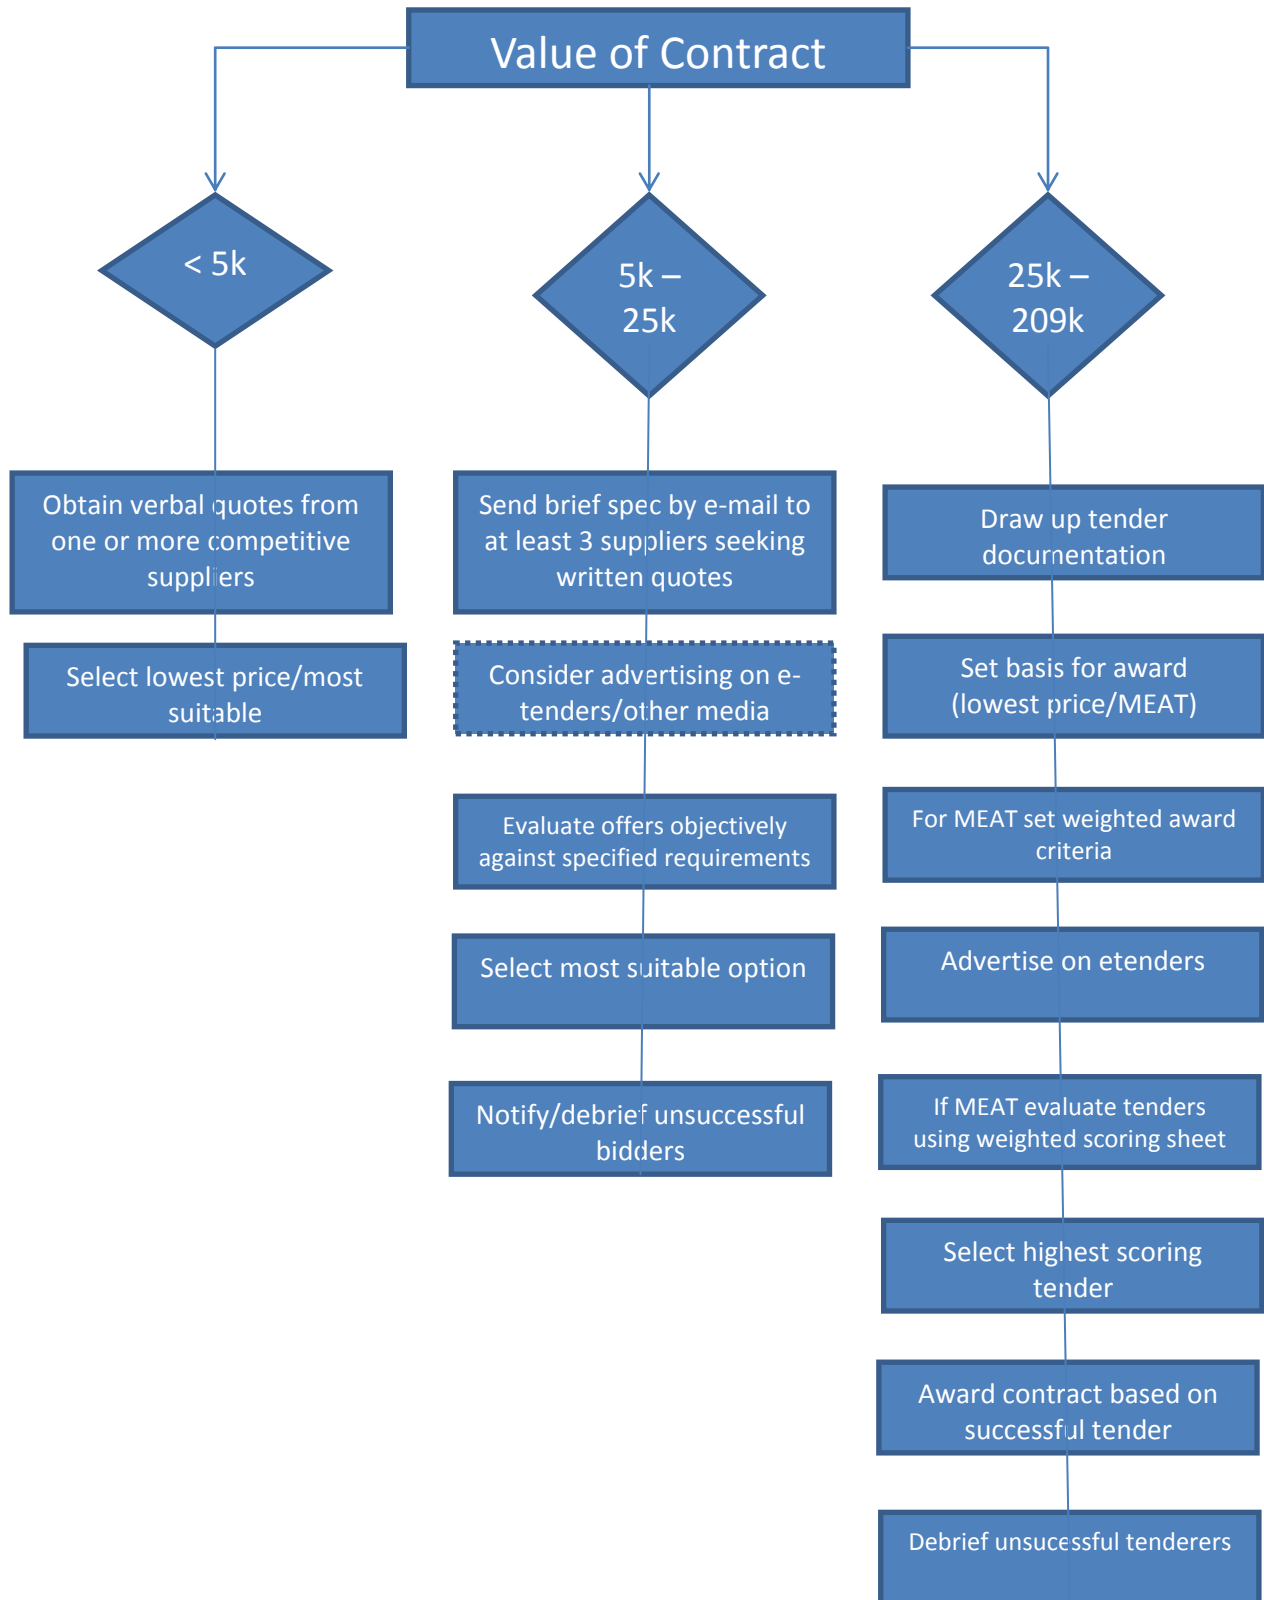 Value of Contract
< 5k
5k –
25k
25k –
209k
Obtain verbal quotes from
one or more competitive
suppliers
Select lowest price/most
suitable
Send brief spec by e-mail to
at least 3 suppliers seeking
written quotes
Consider advertising on e-
tenders/other media
Evaluate offers objectively
against specified requirements
Select most suitable option
Notify/debrief unsuccessful
bidders
Draw up tender
documentation
Set basis for award
(lowest price/MEAT)
For MEAT set weighted award
criteria
Advertise on etenders
If MEAT evaluate tenders
using weighted scoring sheet
Select highest scoring
tender
Award contract based on
successful tender
Debrief unsucessful tenderers